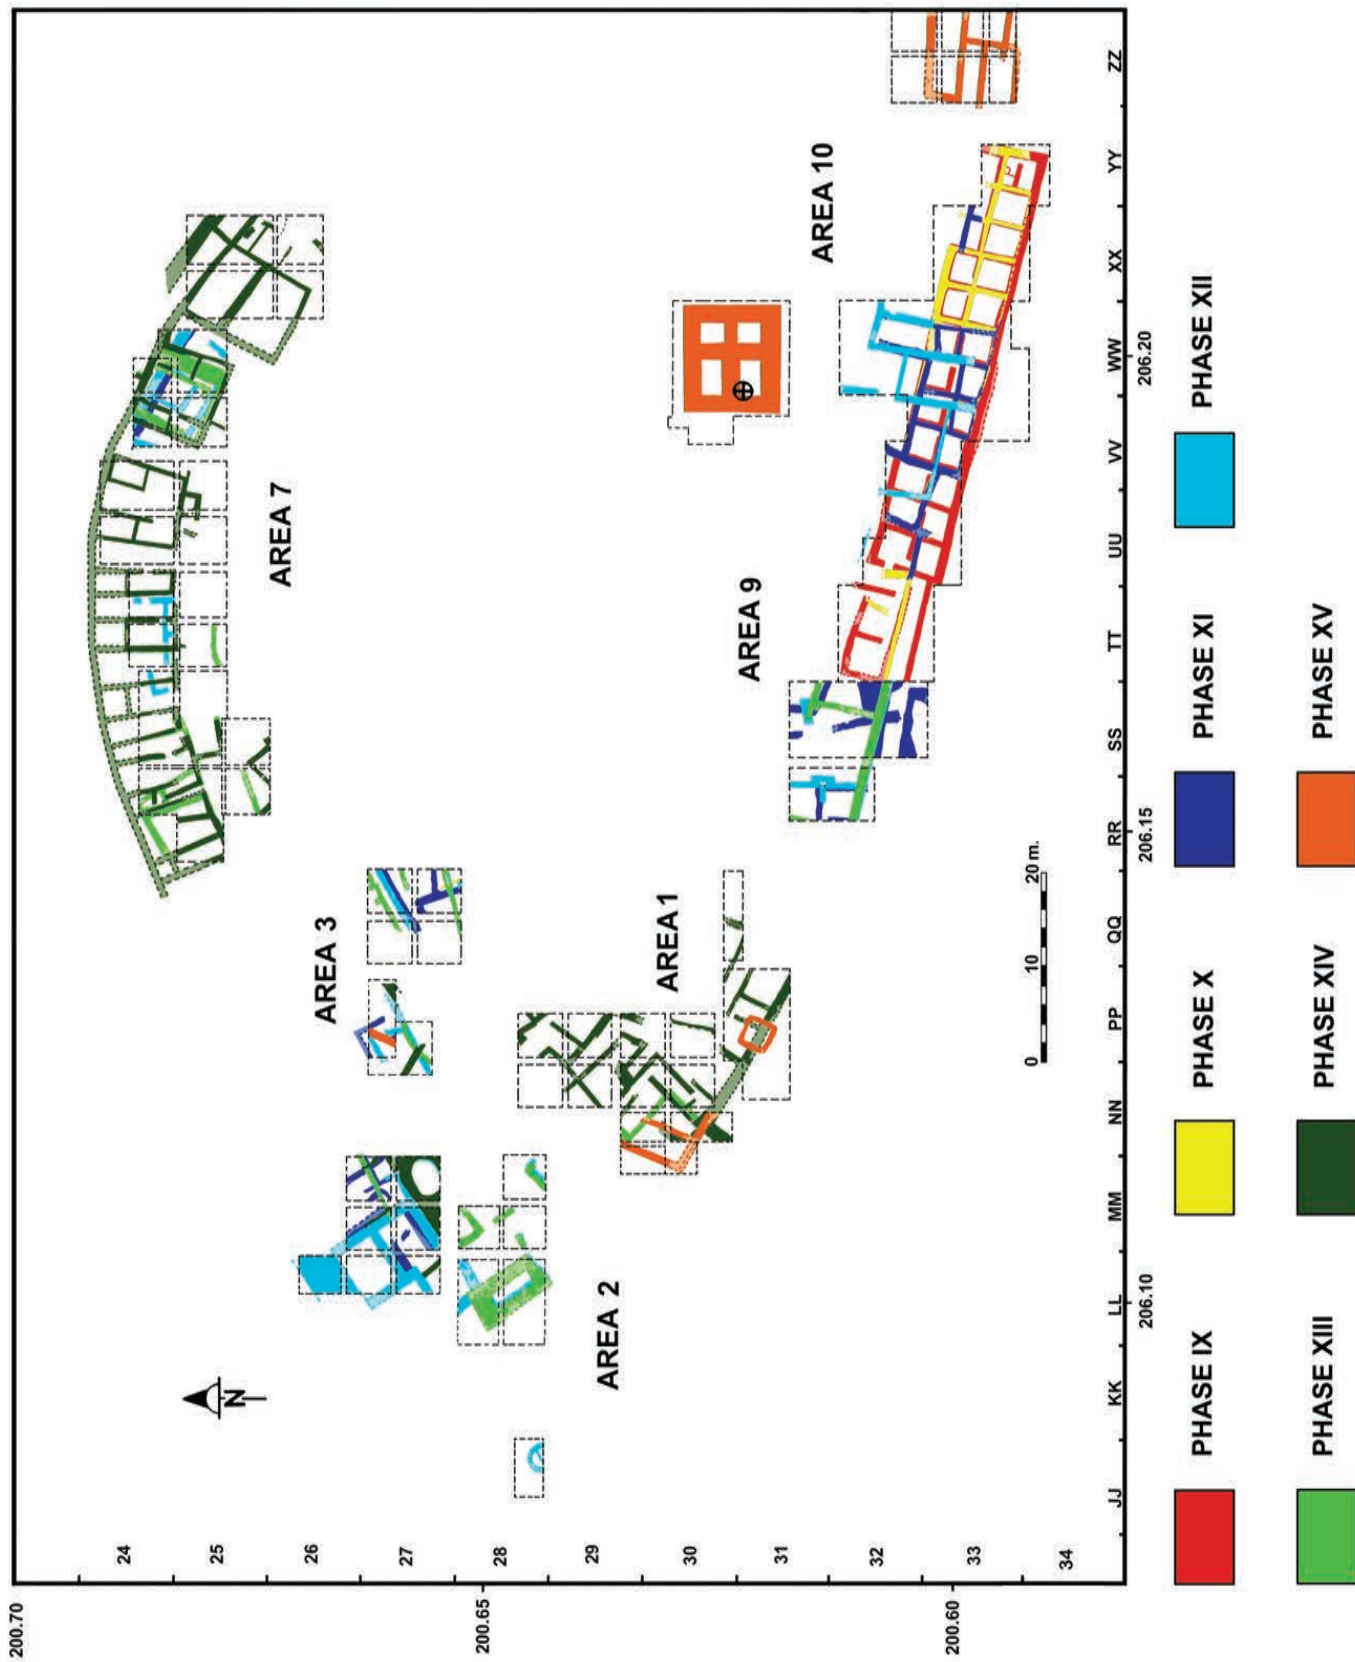 200.70
200.65
200.60
24
25
26
27
28
29
30
31
32
33
34
JJ
KK
LL
MM
NN
PP
QQ
RR
SS
TT
UU
VV
WW
XX
YY
ZZ
206.10
206.15
206.20
N
AREA 7
AREA 3
AREA 2
AREA 1
AREA 9
AREA 10
0
10
20 m.
PHASE IX
PHASE X
PHASE XI
PHASE XII
PHASE XIII
PHASE XIV
PHASE XV